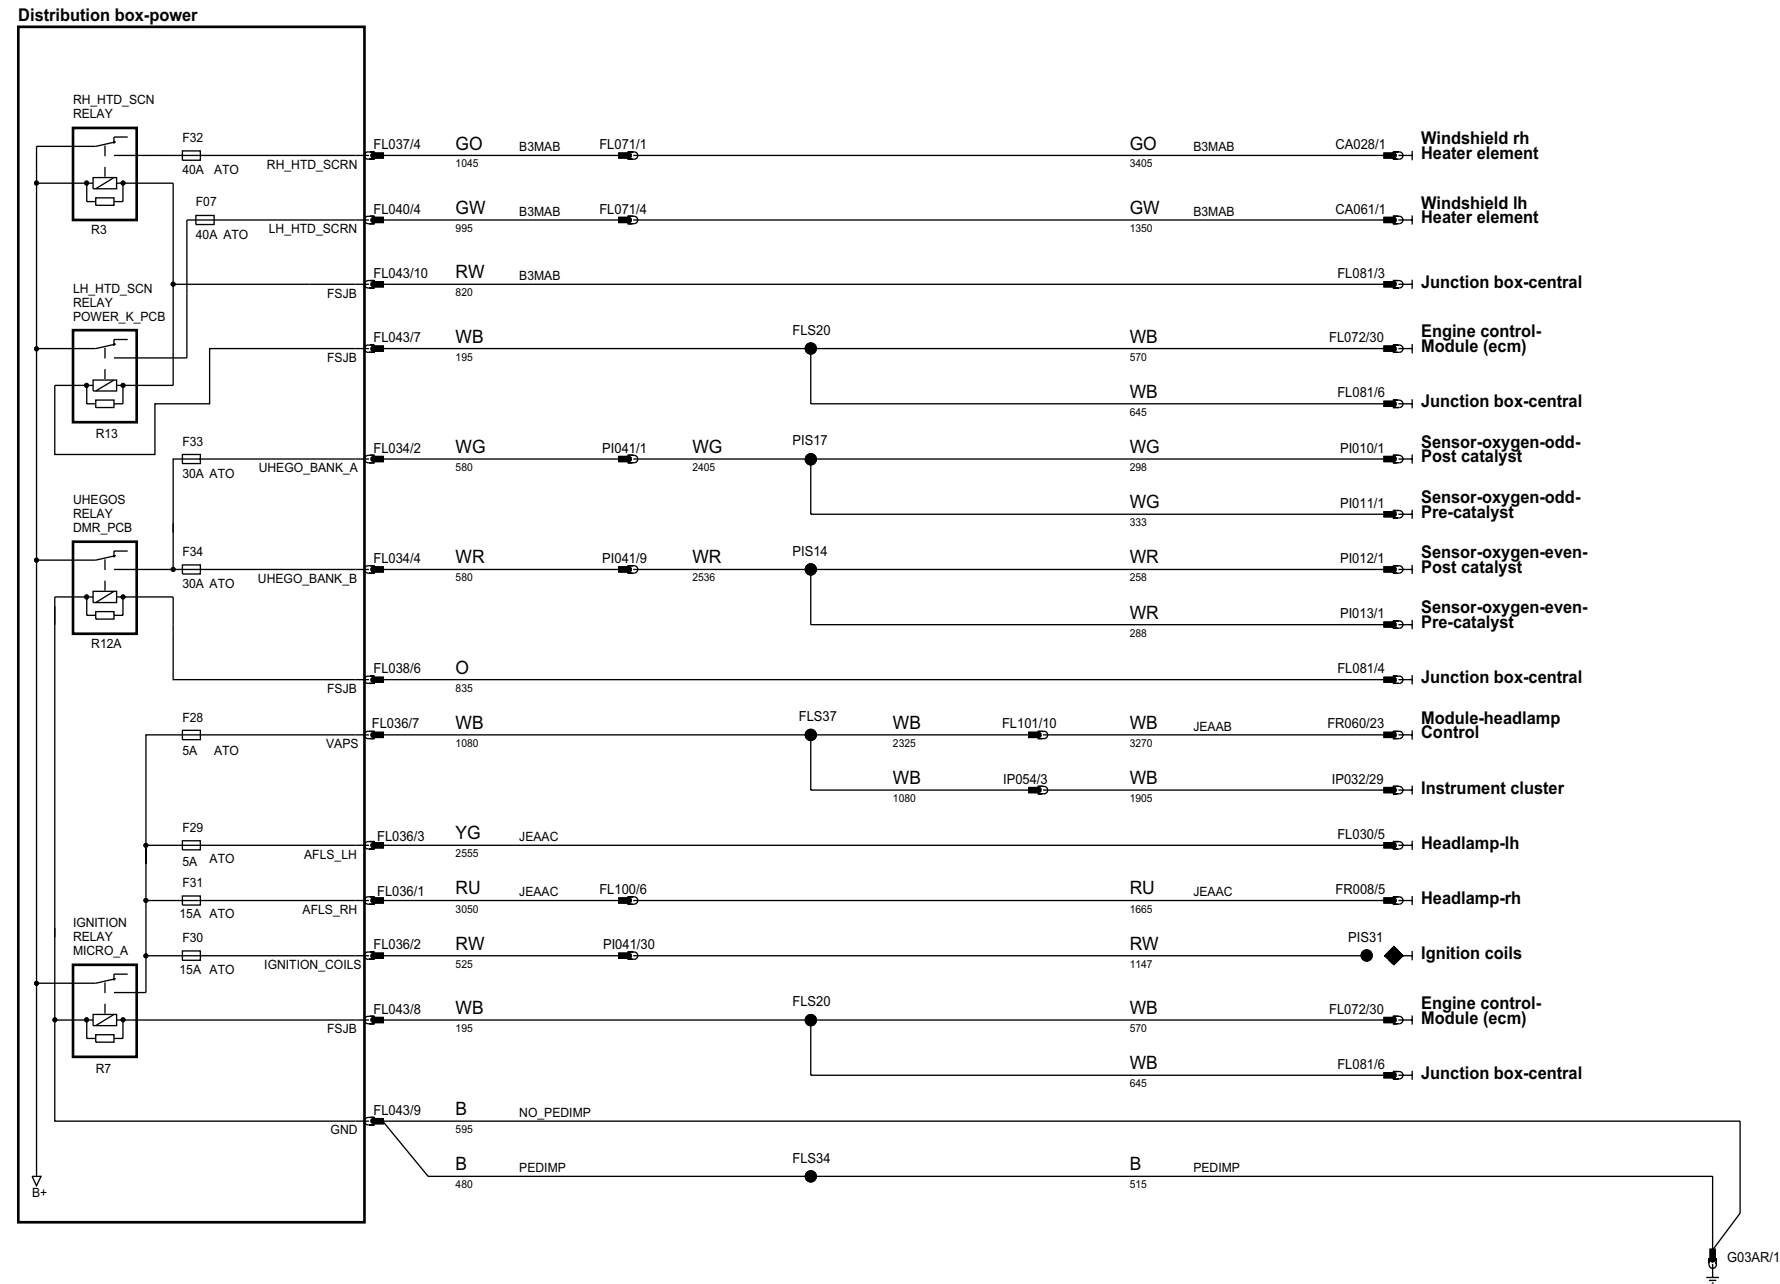 Distribution box-power
RH_HTD_SCN
RELAY
R3
F32
40A ATO
RH_HTD_SCRN
FL037/4
GO
1045
B3MAB
FL071/1
GO
3405
B3MAB
CA028/1
Windshield rh
Heater element
F07
40A ATO
LH_HTD_SCRN
FL040/4
GW
995
B3MAB
FL071/4
GW
1350
B3MAB
CA061/1
Windshield lh
Heater element
FSJB
FL043/10
RW
820
B3MAB
FL081/3
Junction box-central
LH_HTD_SCN
RELAY
POWER_K_PCB
R13
FSJB
FL043/7
WB
195
FLS20
WB
570
FL072/30
Engine control-
Module (ecm)
WB
645
FL081/6
Junction box-central
F33
30A ATO
UHEGO_BANK_A
FL034/2
WG
580
PI041/1
WG
2405
PIS17
WG
298
PI010/1
Sensor-oxygen-odd-
Post catalyst
WG
333
PI011/1
Sensor-oxygen-odd-
Pre-catalyst
UHEGOS
RELAY
DMR_PCB
R12A
F34
30A ATO
UHEGO_BANK_B
FL034/4
WR
580
PI041/9
WR
2536
PIS14
WR
258
PI012/1
Sensor-oxygen-even-
Post catalyst
WR
288
PI013/1
Sensor-oxygen-even-
Pre-catalyst
FSJB
FL038/6
O
835
FL081/4
Junction box-central
F28
5A ATO
VAPS
FL036/7
WB
1080
FLS37
WB
2325
FL101/10
WB
3270
JEAAB
FR060/23
Module-headlamp
Control
WB
1080
IP054/3
WB
1905
IP032/29
Instrument cluster
F29
5A ATO
AFLS_LH
FL036/3
YG
2555
JEAAC
FL030/5
Headlamp-lh
F31
15A ATO
AFLS_RH
FL036/1
RU
3050
JEAAC
FL100/6
RU
1665
JEAAC
FR008/5
Headlamp-rh
IGNITION
RELAY
MICRO_A
R7
F30
15A ATO
IGNITION_COILS
FL036/2
RW
525
PI041/30
RW
1147
PIS31
Ignition coils
FSJB
FL043/8
WB
195
FLS20
WB
570
FL072/30
Engine control-
Module (ecm)
WB
645
FL081/6
Junction box-central
GND
FL043/9
B
595
NO_PEDIMP
B
480
PEDIMP
FLS34
B
515
PEDIMP
B+
G03AR/1